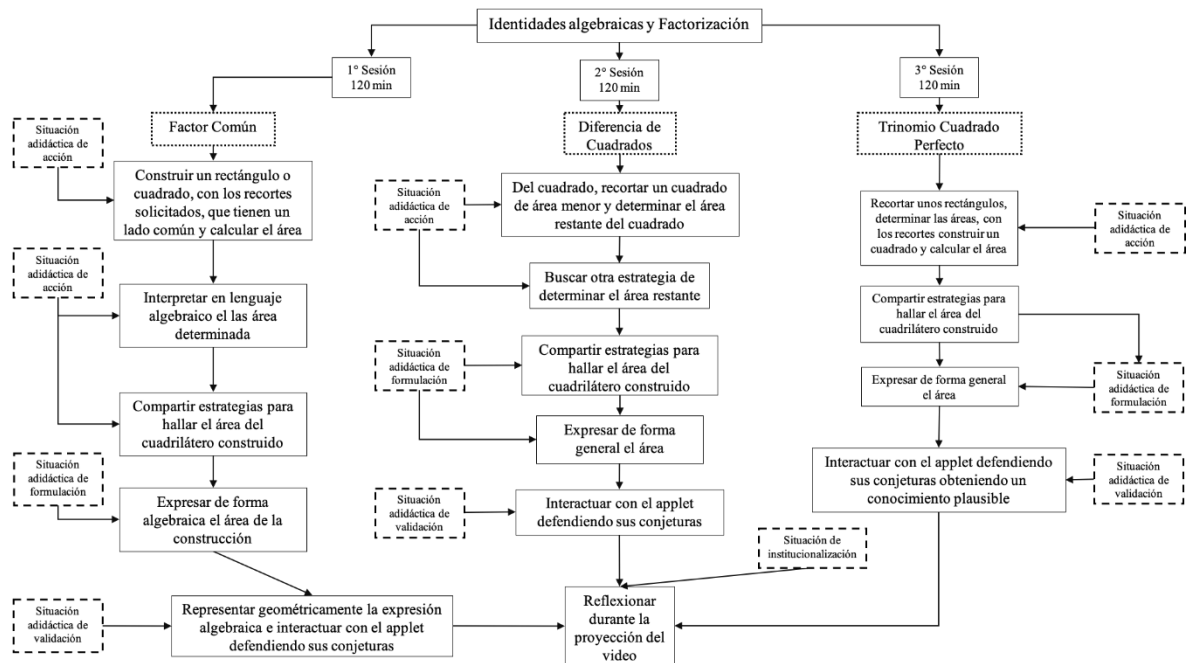 Identidades algebraicas y Factorización
1° Sesión
120 min
2° Sesión
120 min
3° Sesión
120 min
Situación
adidáctica de
acción
Factor Común
Construir un rectángulo o
cuadrado, con los recortes
solicitados, que tienen un
lado común y calcular el área
Situación
adidáctica de
acción
Interpretar en lenguaje
algebraico el las área
determinada
Compartir estrategias para
hallar el área del
cuadrilátero construido
Situación
adidáctica de
formulación
Expresar de forma
algebraica el área de la
construcción
Situación
adidáctica de
validación
Representar geométricamente la expresión
algebraica e interactuar con el applet
defendiendo sus conjeturas
Diferencia de
Cuadrados
Situación
adidáctica de
acción
Del cuadrado, recortar un cuadrado
de área menor y determinar el área
restante del cuadrado
Buscar otra estrategia de
determinar el área restante
Situación
adidáctica de
formulación
Compartir estrategias para
hallar el área del
cuadrilátero construido
Expresar de forma
general el área
Situación
adidáctica de
validación
Interactuar con el applet
defendiendo sus conjeturas
Situación de
institucionalización
Reflexionar
durante la
proyección del
video
Trinomio Cuadrado
Perfecto
Recortar unos rectángulos,
determinar las áreas, con
los recortes construir un
cuadrado y calcular el área
Situación
adidáctica de
acción
Compartir estrategias para
hallar el área del
cuadrilátero construido
Expresar de forma general
el área
Situación
adidáctica de
formulación
Interactuar con el applet defendiendo
sus conjeturas obteniendo un
conocimiento plausible
Situación
adidáctica de
validación